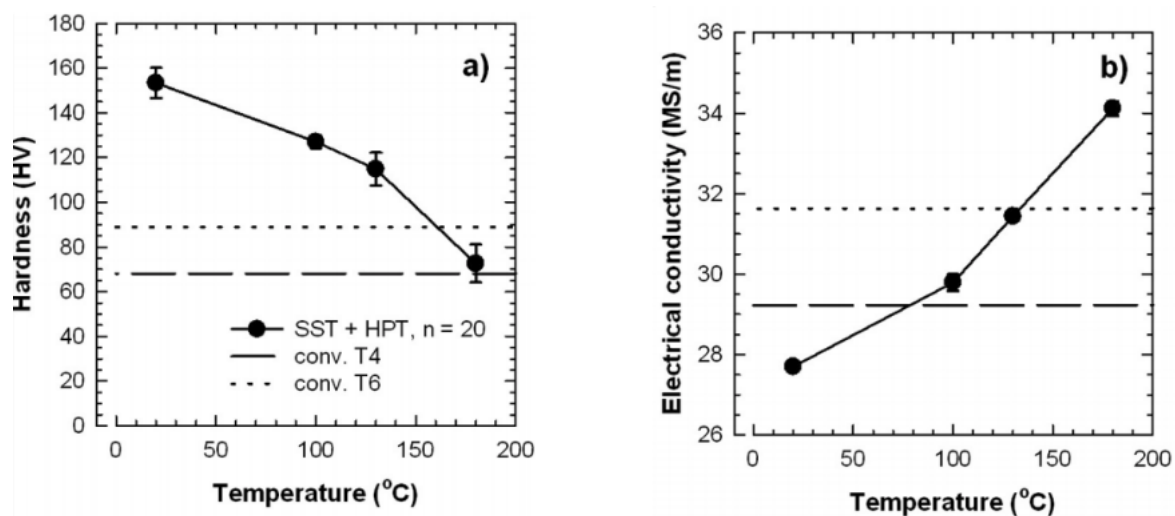 a)
Hardness (HV)
180
160
140
120
100
80
60
40
20
0
SST + HPT, n = 20
conv. T4
conv. T6
0 50 100 150 200
Temperature (°C)
b)
Electrical conductivity (MS/m)
36
34
32
30
28
26
0 50 100 150 200
Temperature (°C)